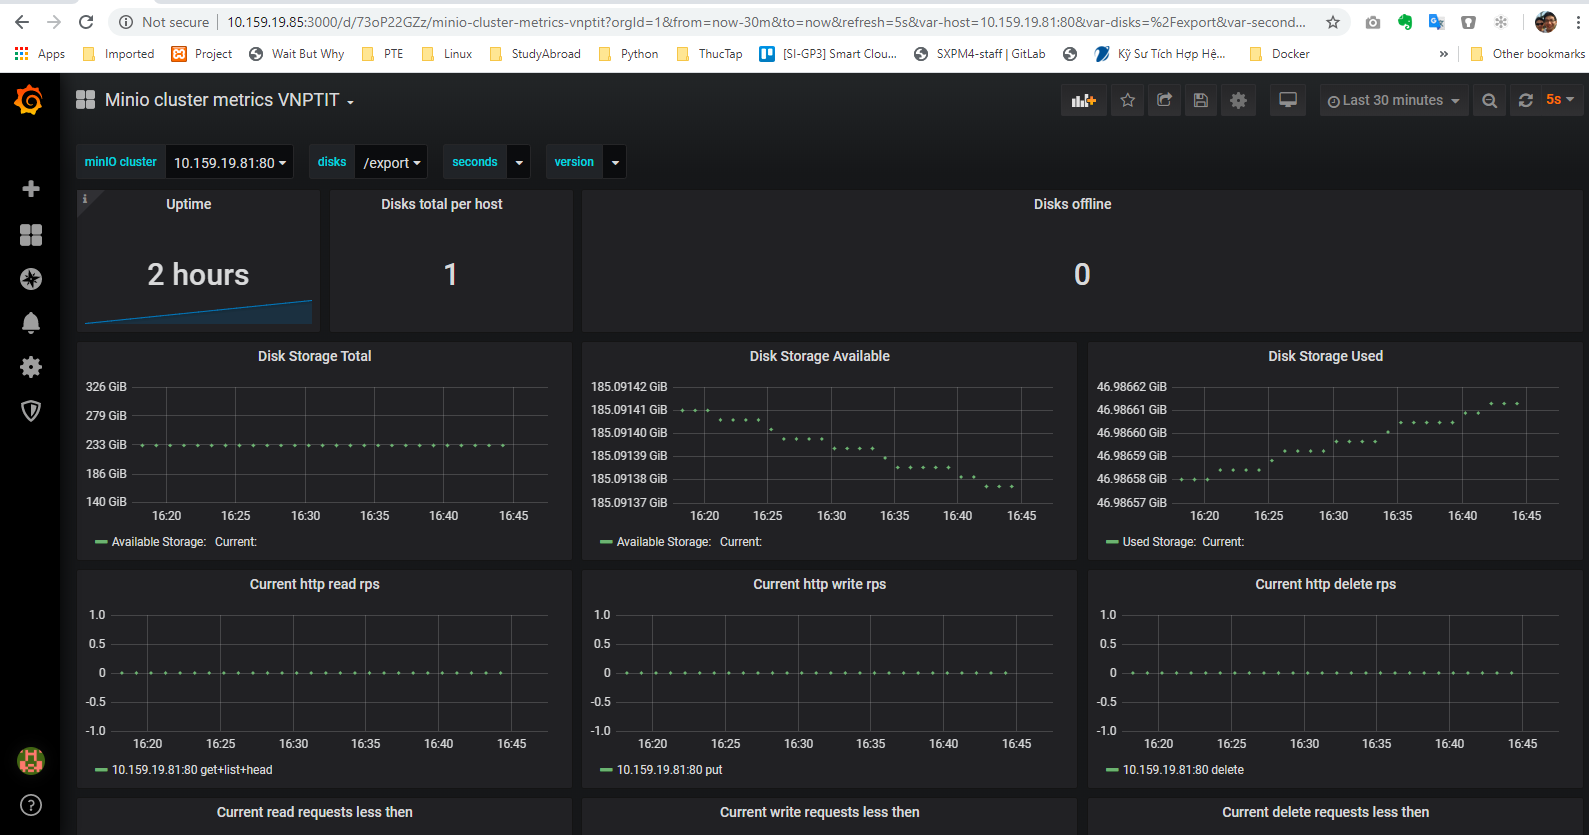 Not secure 10.159.19.85:3000/d/73oP22GZz/minio-cluster-metrics-vnptit?orgId=1&from=now-30m&to=now&refresh=5s&var-host=10.159.19.81:80&var-disks=%2Fexport&var-second...
Apps Imported Project Wait But Why PTE Linux StudyAbroad Python ThucTap [SI-GP3] Smart Clou... SXPM4-staff | GitLab Kỹ Sư Tích Hợp Hệ... Docker » Other bookmarks
Minio cluster metrics VNPTIT Last 30 minutes 5s
minIO cluster 10.159.19.81:80 disks /export seconds version
Uptime Disks total per host Disks offline
2 hours 1 0
Disk Storage Total
326 GiB
279 GiB
233 GiB
186 GiB
140 GiB
16:20 16:25 16:30 16:35 16:40 16:45
Available Storage: Current:
Disk Storage Available
185.09142 GiB
185.09141 GiB
185.09140 GiB
185.09139 GiB
185.09138 GiB
185.09137 GiB
16:20 16:25 16:30 16:35 16:40 16:45
Available Storage: Current:
Disk Storage Used
46.98662 GiB
46.98661 GiB
46.98660 GiB
46.98659 GiB
46.98658 GiB
46.98657 GiB
16:20 16:25 16:30 16:35 16:40 16:45
Used Storage: Current:
Current http read rps
1.0
0.5
0
-0.5
-1.0
16:20 16:25 16:30 16:35 16:40 16:45
10.159.19.81:80 get+list+head
Current http write rps
1.0
0.5
0
-0.5
-1.0
16:20 16:25 16:30 16:35 16:40 16:45
10.159.19.81:80 put
Current http delete rps
1.0
0.5
0
-0.5
-1.0
16:20 16:25 16:30 16:35 16:40 16:45
10.159.19.81:80 delete
Current read requests less then
Current write requests less then
Current delete requests less then